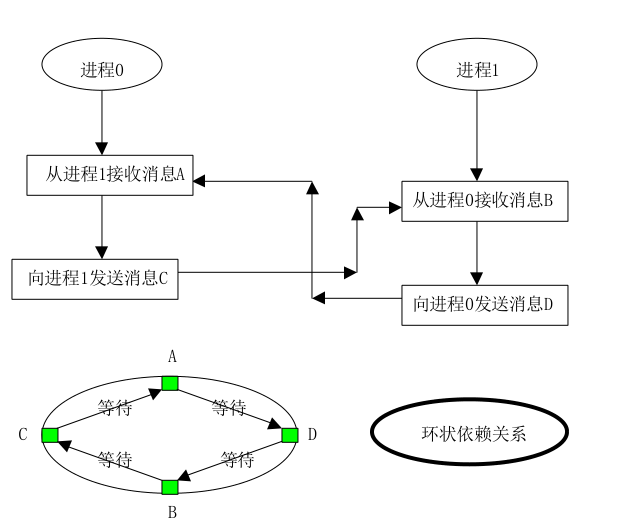 进程0
进程1
从进程1接收消息A
从进程0接收消息B
向进程1发送消息C
向进程0发送消息D
A
等待
等待
C
D
环状依赖关系
等待
等待
B